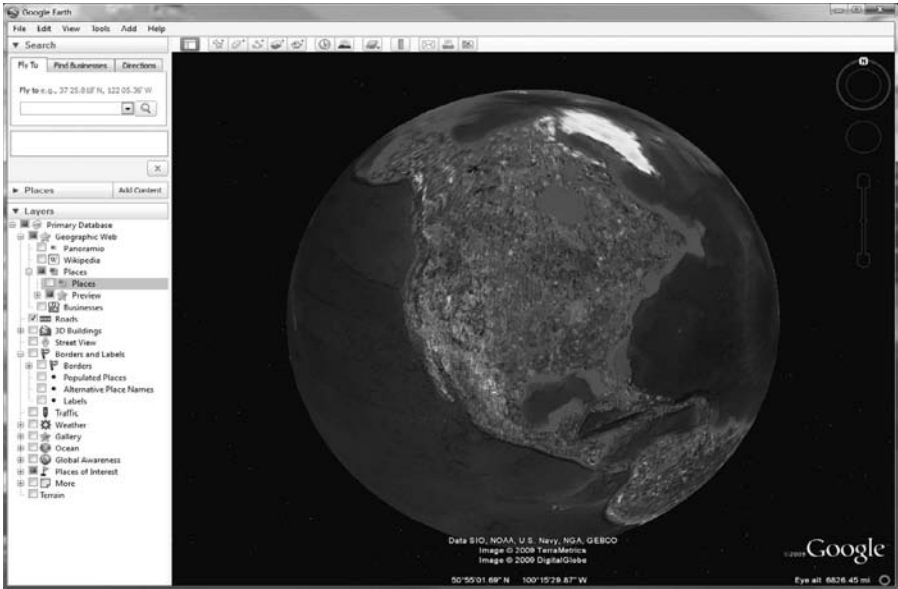 Google Earth
File Edit View Tools Add Help
Search
Fly To Find Businesses Directions
Fly to e.g., 37 25.818' N, 122 05.36' W
Places Add Content
Layers
Primary Database
Geographic Web
Panoramio
Wikipedia
Places
Places
Preview
Businesses
Roads
3D Buildings
Street View
Borders and Labels
Borders
Populated Places
Alternative Place Names
Labels
Traffic
Weather
Gallery
Ocean
Global Awareness
Places of Interest
More
Terrain
N
Data SIO, NOAA, U.S. Navy, NGA, GEBCO
Image © 2009 TerraMetrics
Image © 2009 DigitalGlobe
©2009 Google
50°55'01.69" N 100°15'29.87" W
Eye alt 6826.45 mi